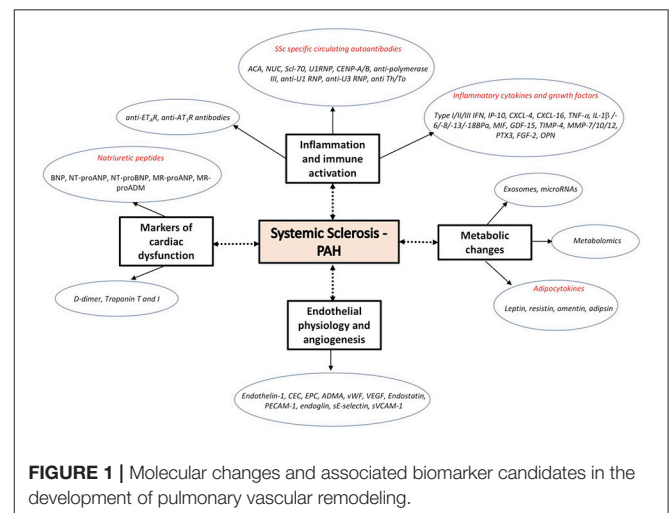 SSc specific circulating autoantibodies
ACA, NUC, Scl-70, U1RNP, CENP-A/B, anti-polymerase
III, anti-U1 RNP, anti-U3 RNP, anti Th/To
Inflammatory cytokines and growth factors
Type I/II/III IFN, IP-10, CXCL-4, CXCL-16, TNF-α, IL-1β /-
6/-8/-13/-18BPa, MIF, GDF-15, TIMP-4, MMP-7/10/12,
PTX3, FGF-2, OPN
anti-ETAR, anti-AT1R antibodies
Inflammation
and immune
activation
Natriuretic peptides
BNP, NT-proANP, NT-proBNP, MR-proANP, MR-
proADM
Exosomes, microRNAs
Markers of
cardiac
dysfunction
Systemic Sclerosis -
PAH
Metabolic
changes
Metabolomics
D-dimer, Troponin T and I
Adipocytokines
Leptin, resistin, omentin, adipsin
Endothelial
physiology and
angiogenesis
Endothelin-1, CEC, EPC, ADMA, vWF, VEGF, Endostatin,
PECAM-1, endoglin, sE-selectin, sVCAM-1
FIGURE 1 | Molecular changes and associated biomarker candidates in the
development of pulmonary vascular remodeling.